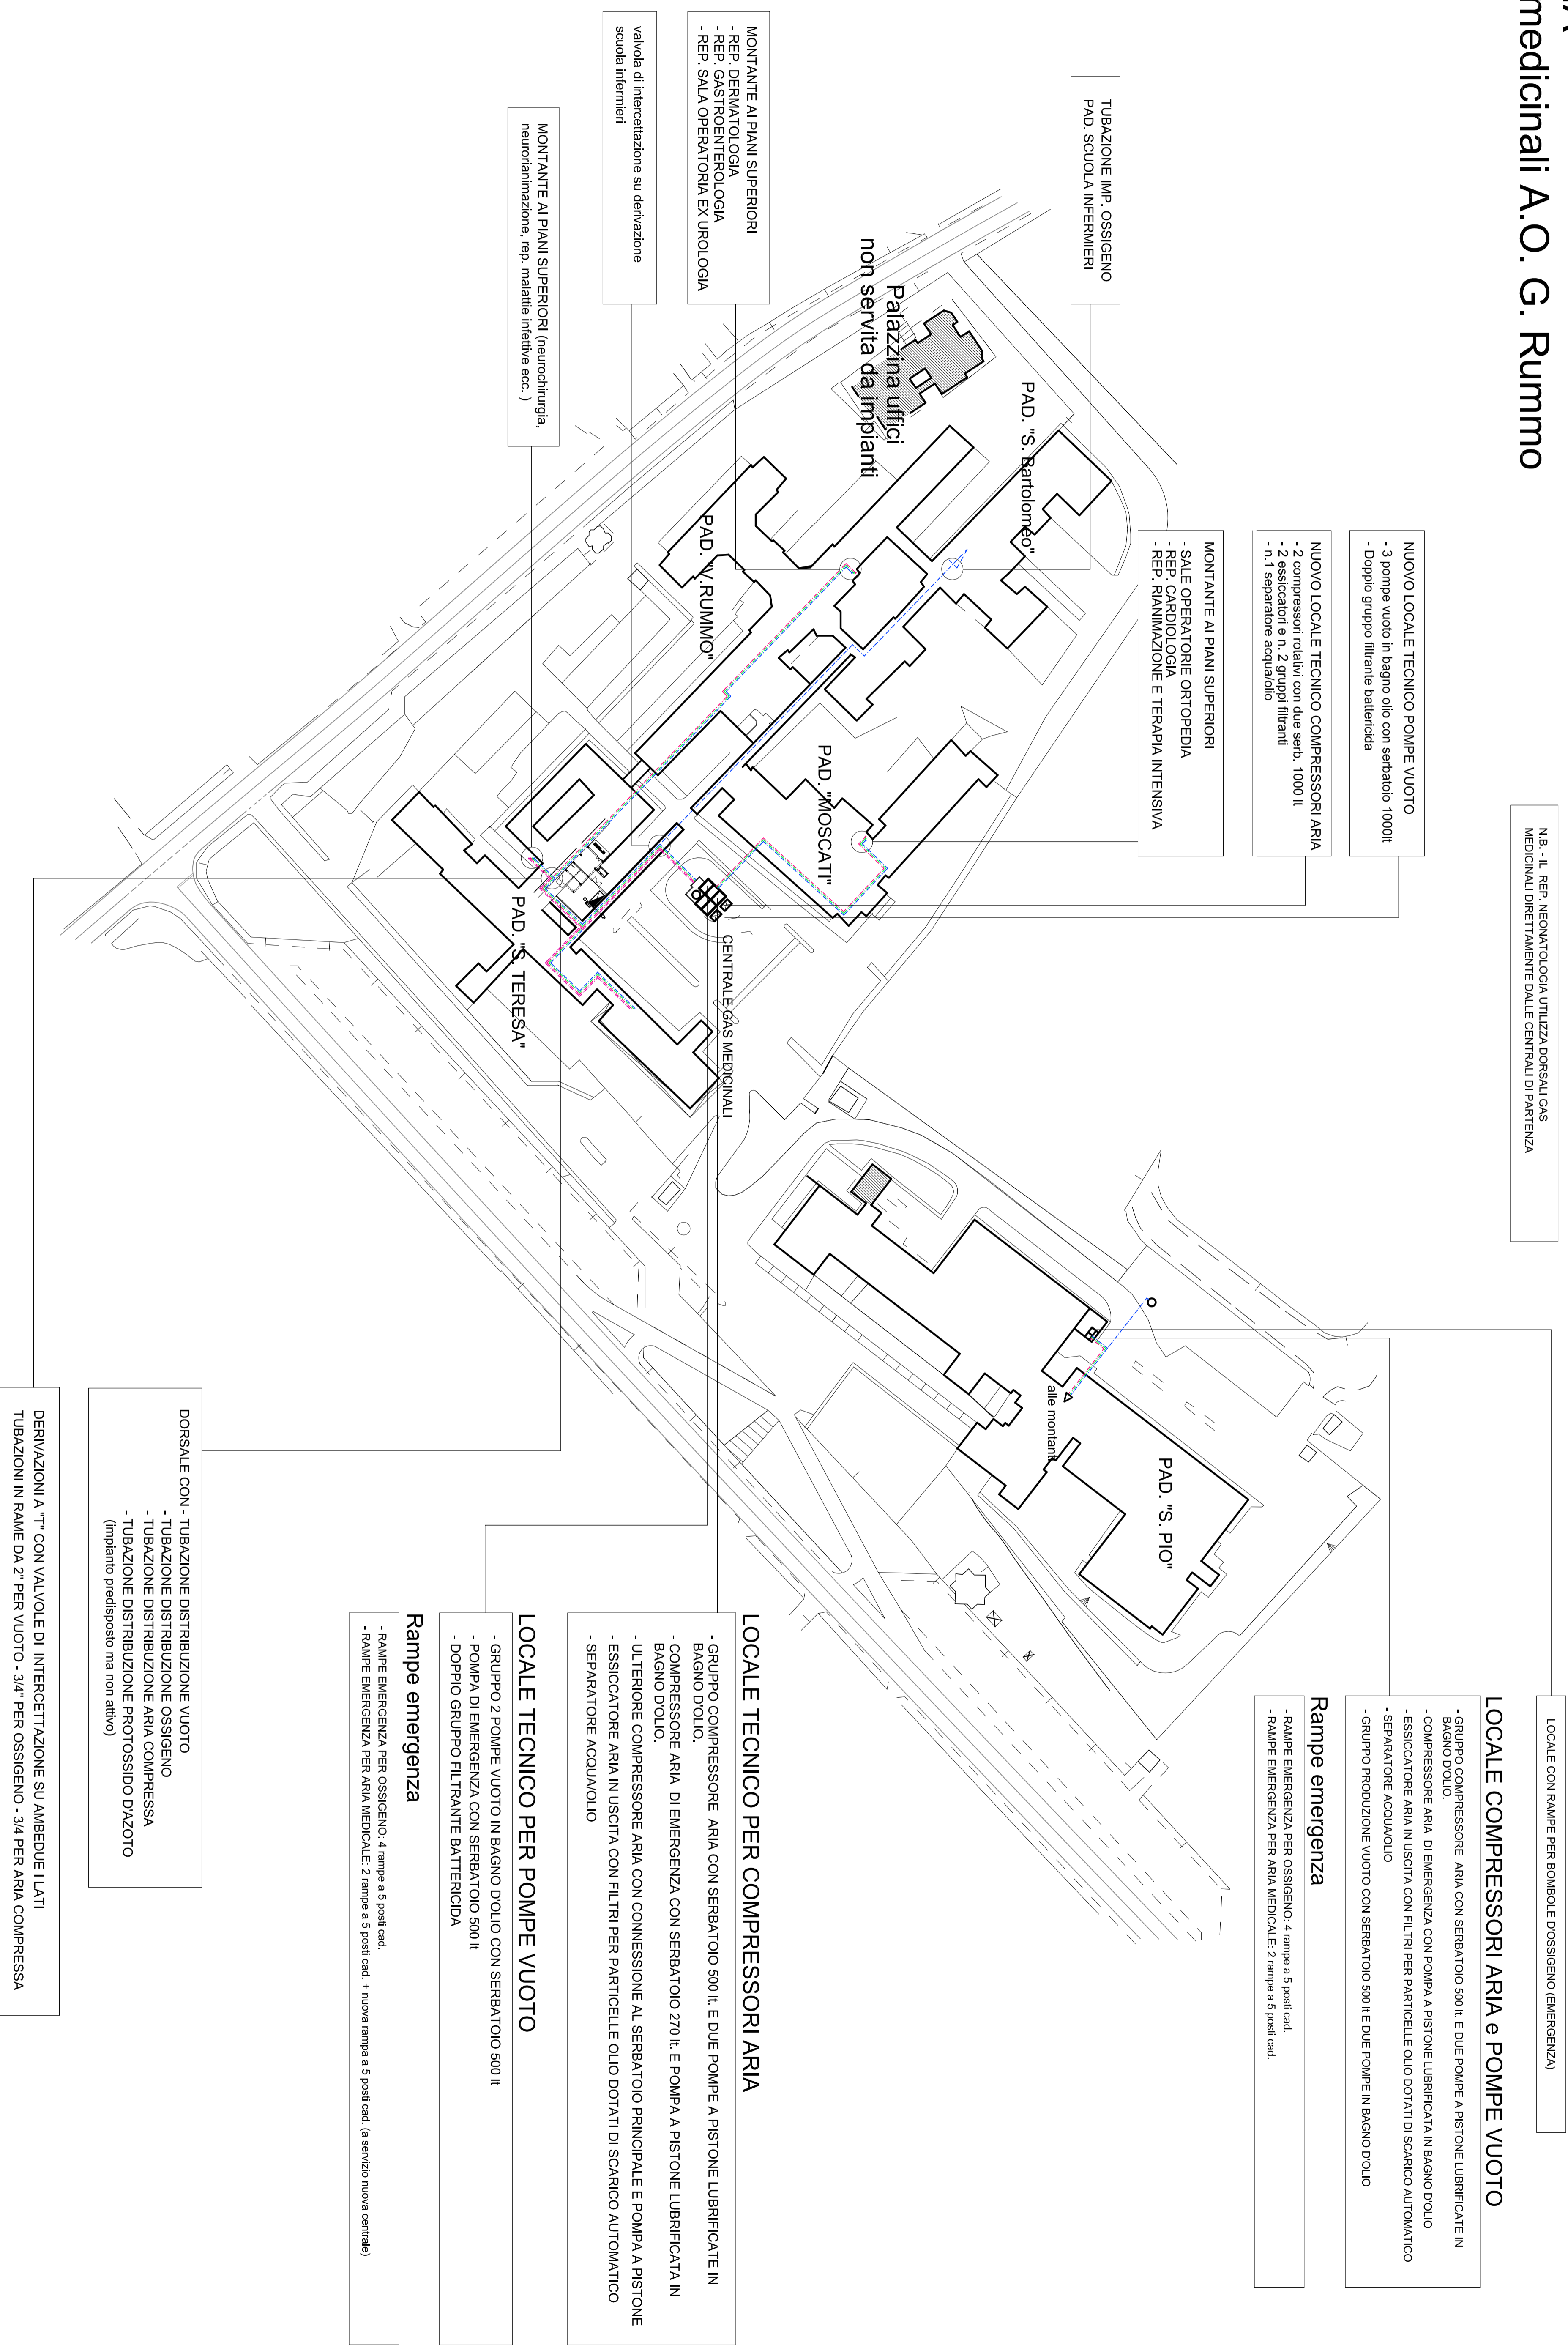 A
medicinali A.O. G. Rummo
N.B. - IL REP. NEONATOLOGIA UTILIZZA DORSALI GAS
MEDICINALI DIRETTAMENTE DALLE CENTRALI DI PARTENZA
LOCALE CON RAMPE PER BOMBOLE D'OSSIGENO (EMERGENZA)
NUOVO LOCALE TECNICO POMPE VUOTO
- 3 pompe vuoto in bagno olio con serbatoio 1000lt
- Doppio gruppo filtrante battericida
NUOVO LOCALE TECNICO COMPRESSORI ARIA
- 2 compressori rotativi con due serb. 1000 lt
- 2 essiccatori e n. 2 gruppi filtranti
- n.1 separatore acqua/olio
MONTANTE AI PIANI SUPERIORI
- SALE OPERATORIE ORTOPEDIA
- REP. CARDIOLOGIA
- REP. RIANIMAZIONE E TERAPIA INTENSIVA
TUBAZIONE IMP. OSSIGENO
PAD. SCUOLA INFERMIERI
MONTANTE AI PIANI SUPERIORI
- REP. DERMATOLOGIA
- REP. GASTROENTEROLOGIA
- REP. SALA OPERATORIA EX UROLOGIA
valvola di intercettazione su derivazione
scuola infermieri
MONTANTE AI PIANI SUPERIORI (neurochirurgia,
neurorianimazione, rep. malattie infettive ecc. )
Palazzina uffici
non servita da impianti
PAD. "S. Bartolomeo"
PAD. "V.RUMMO"
PAD. "MOSCATI"
PAD. "S. TERESA"
CENTRALE GAS MEDICINALI
PAD. "S. PIO"
alle montanti
LOCALE COMPRESSORI ARIA e POMPE VUOTO
- GRUPPO COMPRESSORE ARIA CON SERBATOIO 500 lt. E DUE POMPE A PISTONE LUBRIFICATE IN
BAGNO D'OLIO.
- COMPRESSORE ARIA DI EMERGENZA CON POMPA A PISTONE LUBRIFICATA IN BAGNO D'OLIO
- ESSICCATORE ARIA IN USCITA CON FILTRI PER PARTICELLE OLIO DOTATI DI SCARICO AUTOMATICO
- SEPARATORE ACQUA/OLIO
- GRUPPO PRODUZIONE VUOTO CON SERBATOIO 500 lt E DUE POMPE IN BAGNO D'OLIO
Rampe emergenza
- RAMPE EMERGENZA PER OSSIGENO: 4 rampe a 5 posti cad.
- RAMPE EMERGENZA PER ARIA MEDICALE: 2 rampe a 5 posti cad.
LOCALE TECNICO PER COMPRESSORI ARIA
- GRUPPO COMPRESSORE ARIA CON SERBATOIO 500 lt. E DUE POMPE A PISTONE LUBRIFICATE IN
BAGNO D'OLIO.
- COMPRESSORE ARIA DI EMERGENZA CON SERBATOIO 270 lt. E POMPA A PISTONE LUBRIFICATA IN
BAGNO D'OLIO.
- ULTERIORE COMPRESSORE ARIA CON CONNESSIONE AL SERBATOIO PRINCIPALE E POMPA A PISTONE
- ESSICCATORE ARIA IN USCITA CON FILTRI PER PARTICELLE OLIO DOTATI DI SCARICO AUTOMATICO
- SEPARATORE ACQUA/OLIO
LOCALE TECNICO PER POMPE VUOTO
- GRUPPO 2 POMPE VUOTO IN BAGNO D'OLIO CON SERBATOIO 500 lt
- POMPA DI EMERGENZA CON SERBATOIO 500 lt
- DOPPIO GRUPPO FILTRANTE BATTERICIDA
Rampe emergenza
- RAMPE EMERGENZA PER OSSIGENO: 4 rampe a 5 posti cad.
- RAMPE EMERGENZA PER ARIA MEDICALE: 2 rampe a 5 posti cad. + nuova rampa a 5 posti cad. (a servizio nuova centrale)
DORSALE CON - TUBAZIONE DISTRIBUZIONE VUOTO
- TUBAZIONE DISTRIBUZIONE OSSIGENO
- TUBAZIONE DISTRIBUZIONE ARIA COMPRESSA
- TUBAZIONE DISTRIBUZIONE PROTOSSIDO D'AZOTO
(impianto predisposto ma non attivo)
DERIVAZIONI A "T" CON VALVOLE DI INTERCETTAZIONE SU AMBEDUE I LATI
TUBAZIONI IN RAME DA 2" PER VUOTO - 3/4" PER OSSIGENO - 3/4 PER ARIA COMPRESSA